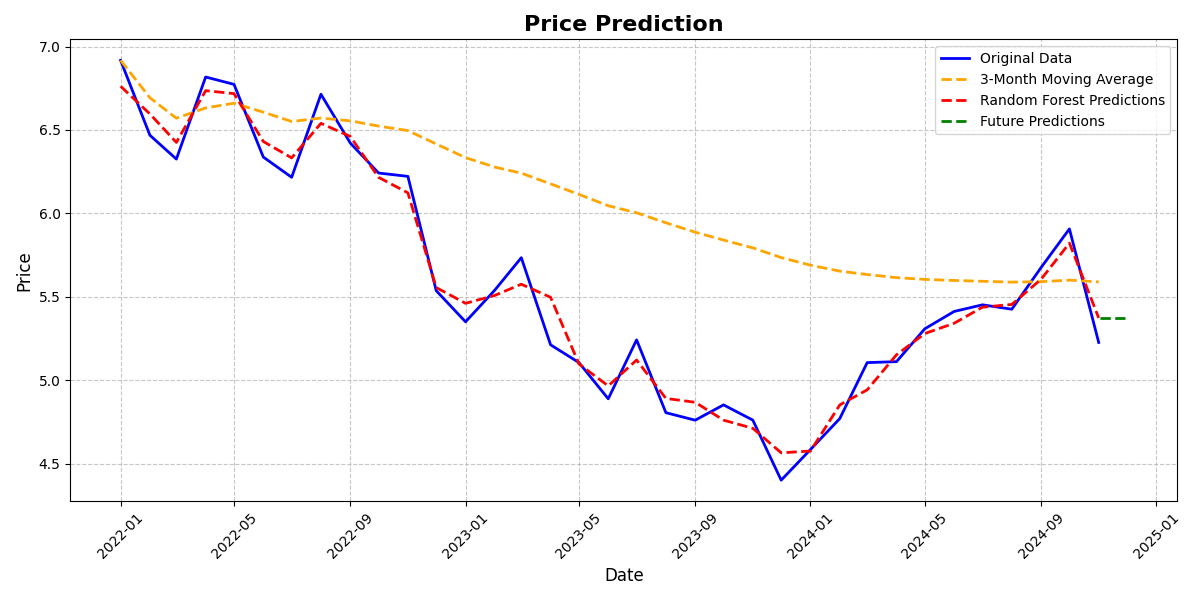 Price Prediction
Original Data
3-Month Moving Average
Random Forest Predictions
Future Predictions
Price
7.0
6.5
6.0
5.5
5.0
4.5
2022-01
2022-05
2022-09
2023-01
2023-05
2023-09
2024-01
2024-05
2024-09
2025-01
Date